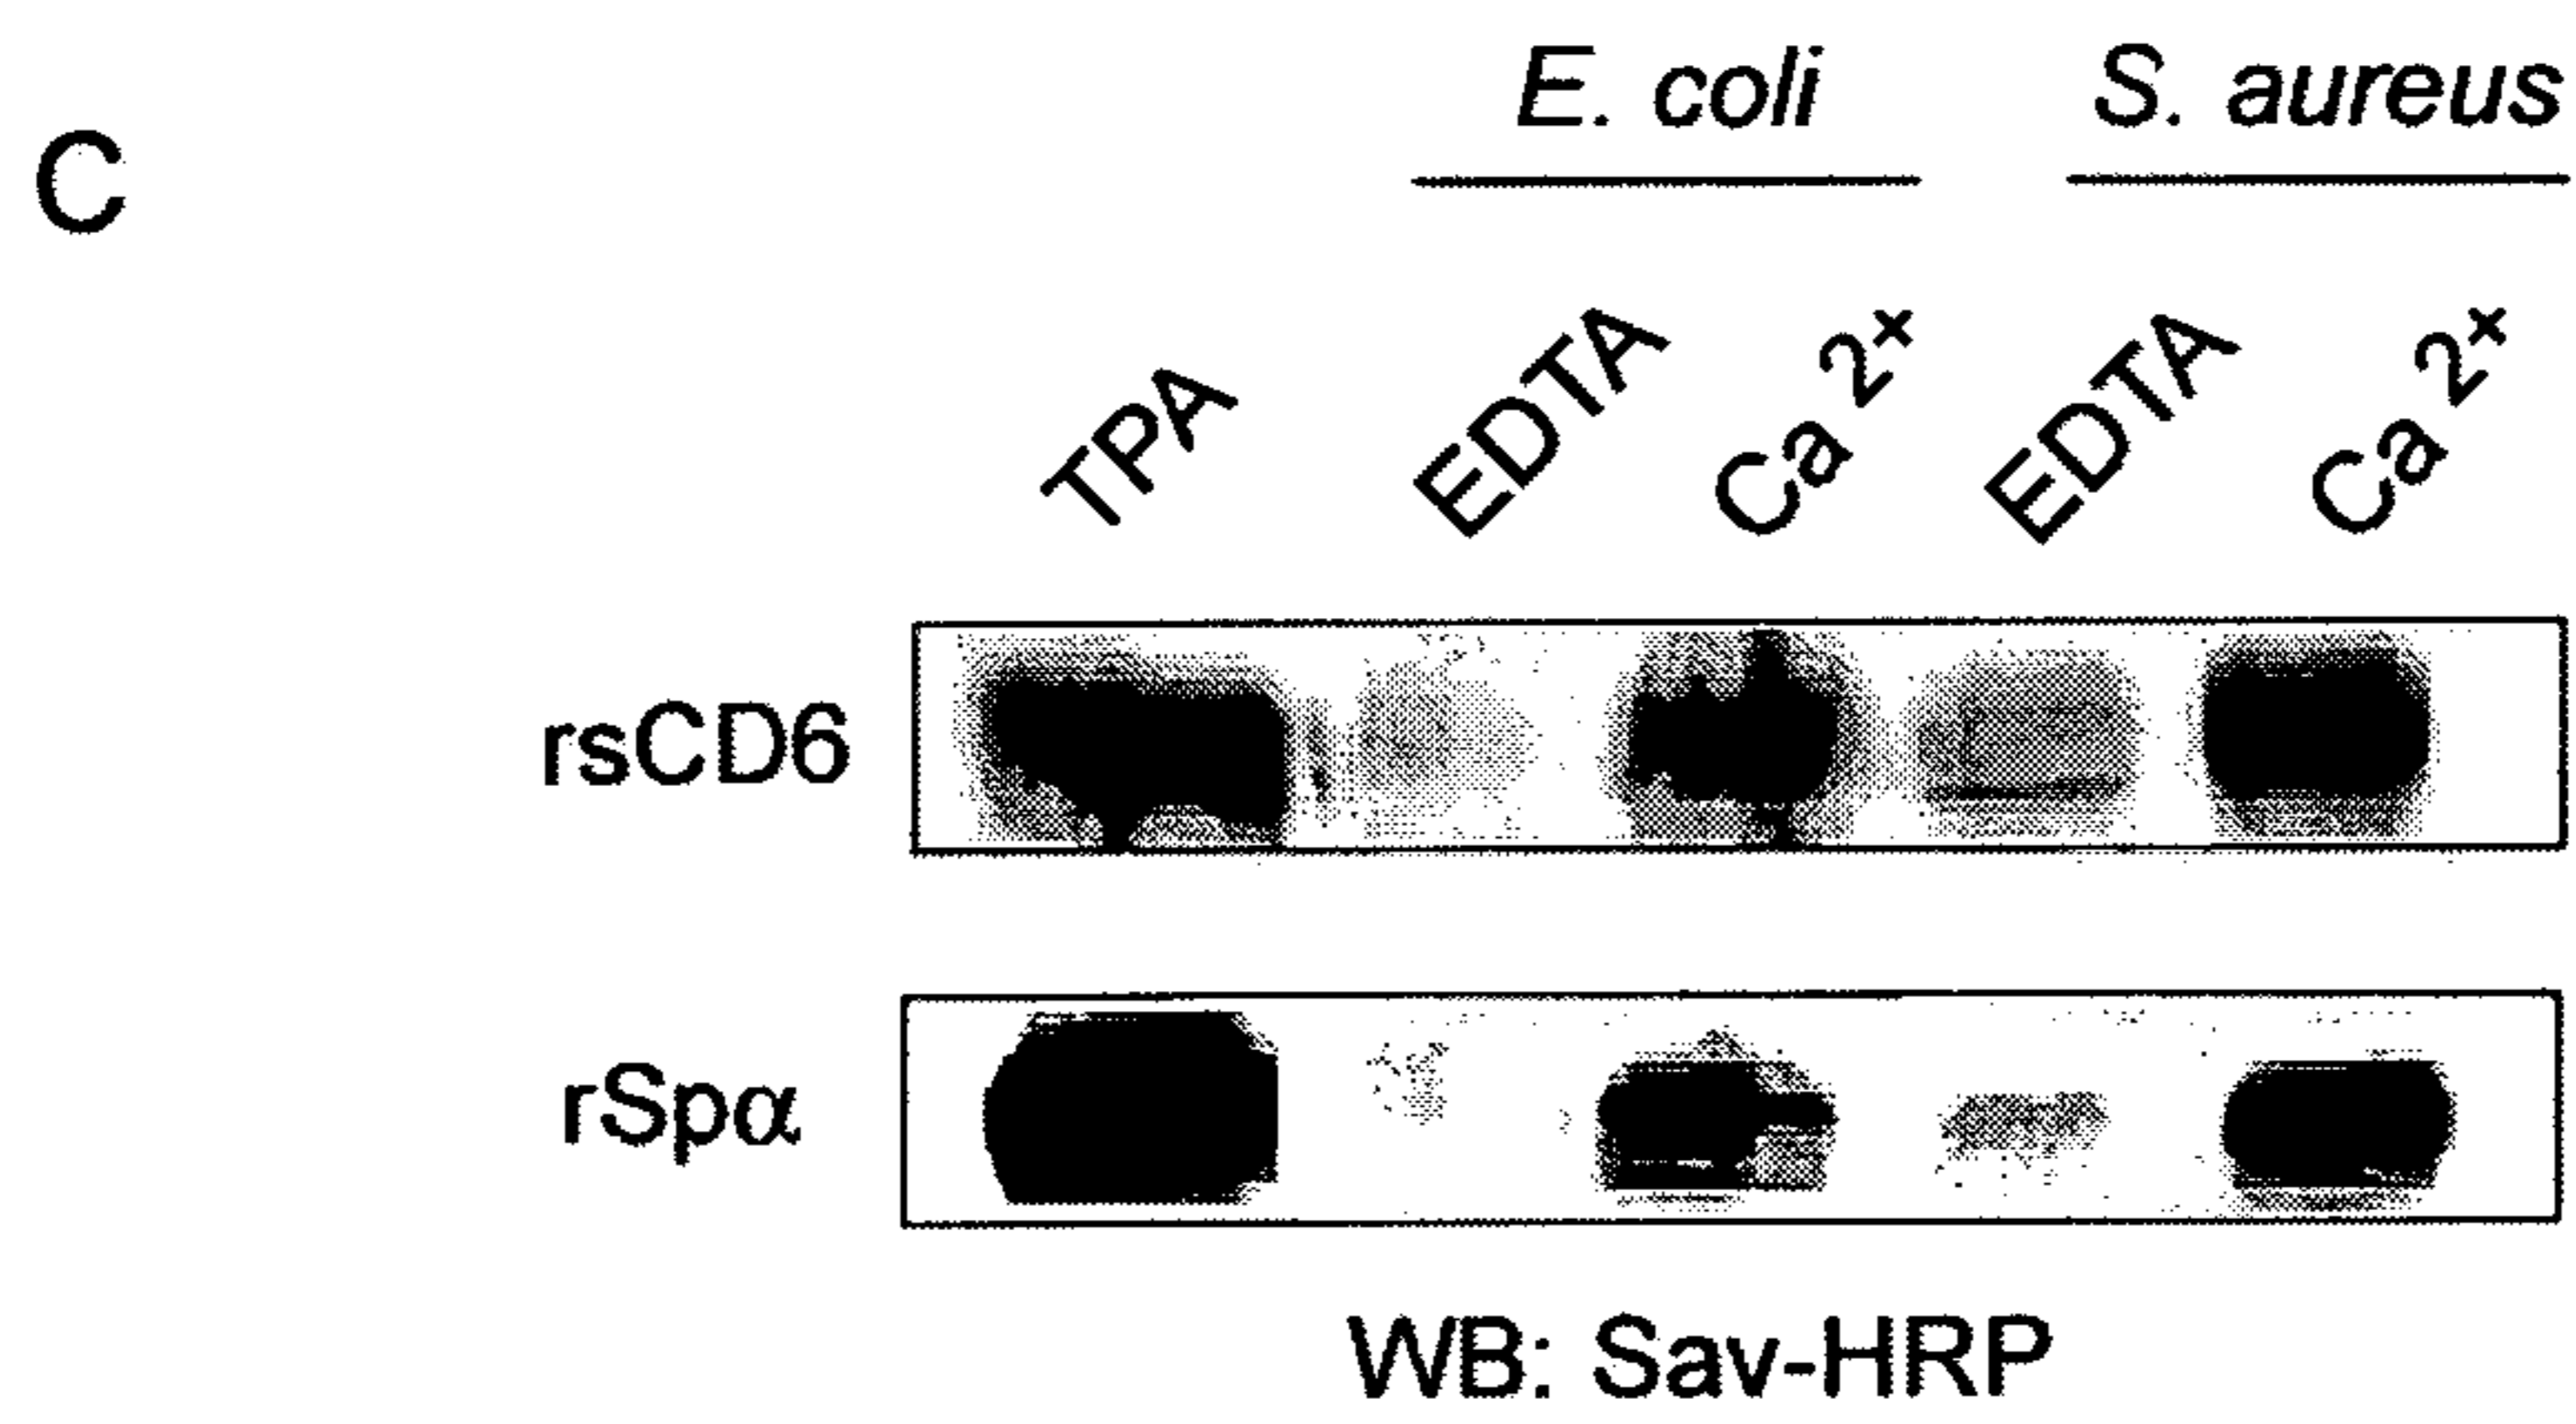 C
E. coli S. aureus
TPA EDTA Ca 2+ EDTA Ca 2+
rsCD6
rSpα
WB: Sav-HRP